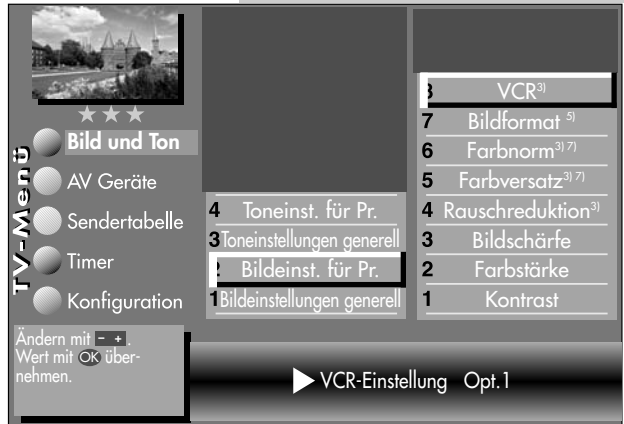 TV-Menü
Bild und Ton
AV Geräte
Sendertabelle
Timer
Konfiguration
4 Toneinst. für Pr.
3 Toneinstellungen generell
2 Bildeinst. für Pr.
1 Bildeinstellungen generell
8 VCR3)
7 Bildformat 5)
6 Farbnorm3) 7)
5 Farbversatz3) 7)
4 Rauschreduktion3)
3 Bildschärfe
2 Farbstärke
1 Kontrast
Ändern mit - + .
Wert mit OK über-
nehmen.
VCR-Einstellung Opt.1